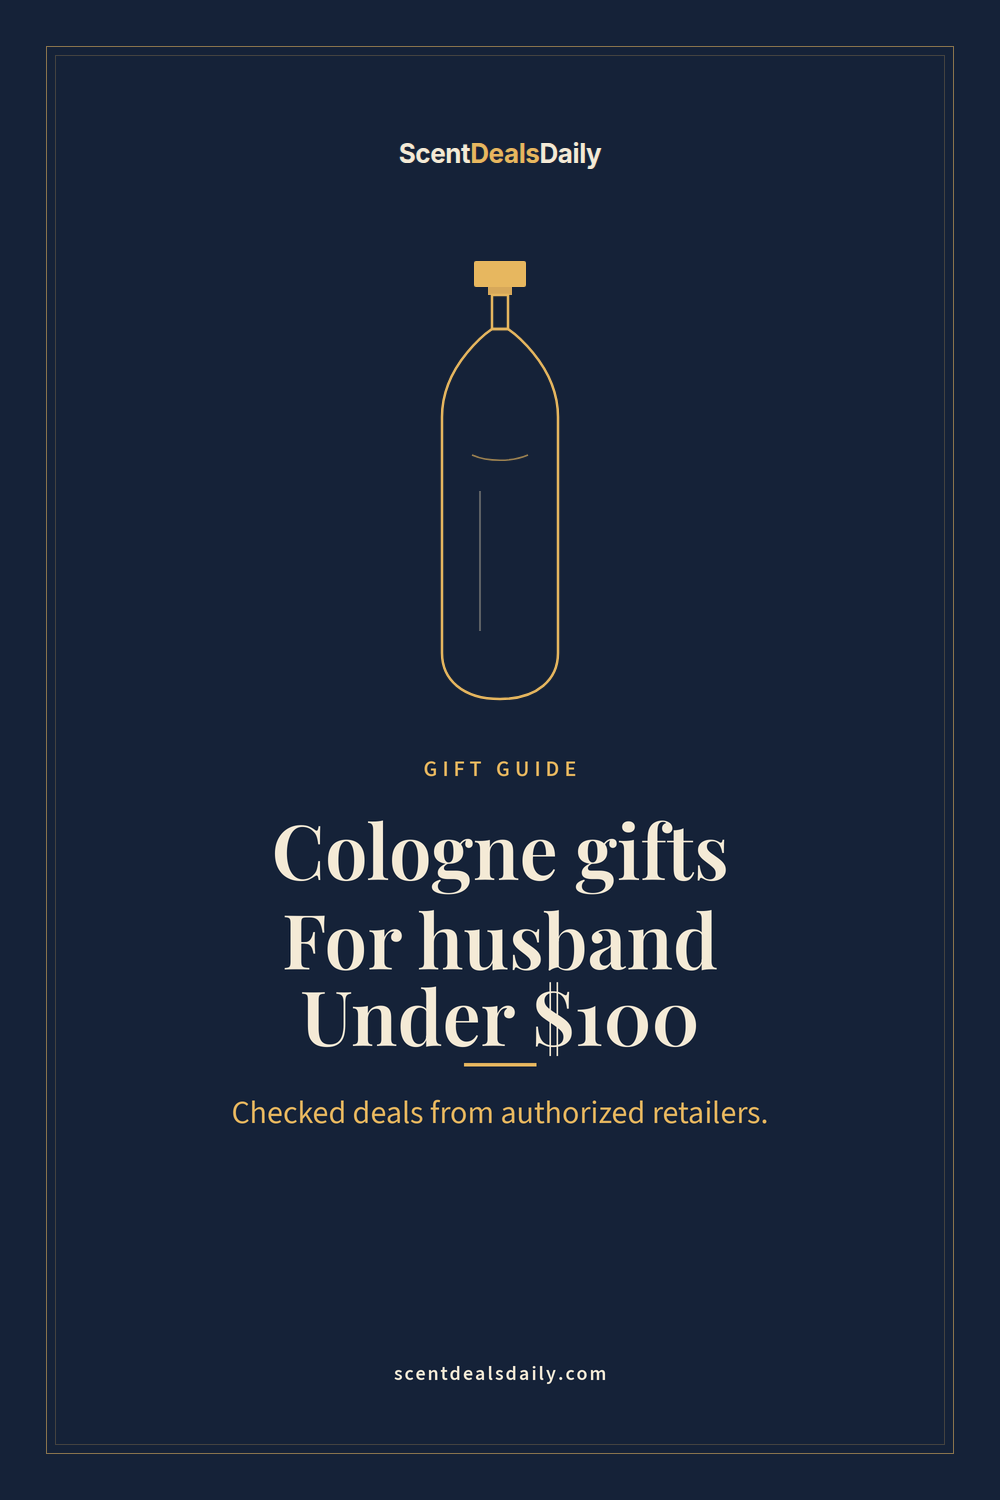 ScentDealsDaily
GIFT GUIDE
Cologne gifts
For husband
Under $100
Checked deals from authorized retailers.
scentdealsdaily.com